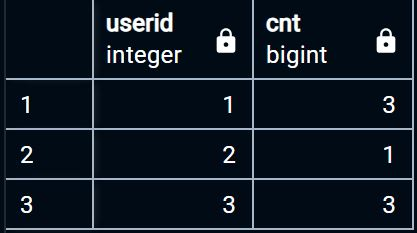 userid cnt
integer bigint
1 1 3
2 2 1
3 3 3